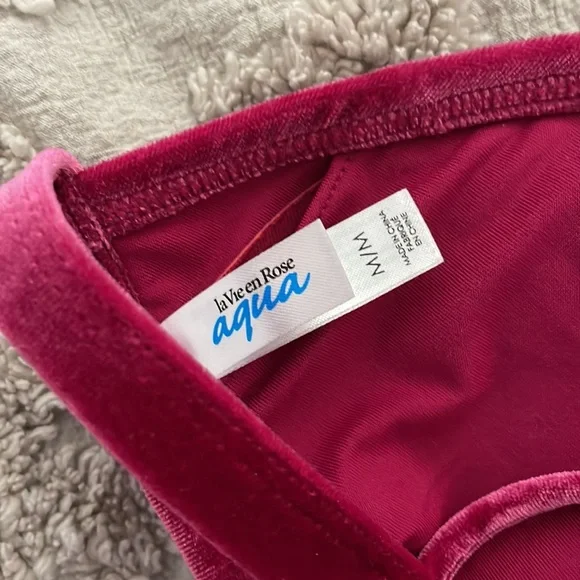 la Vie en Rose
aqua
M/M
MADE IN CHINA
FABRIQUÉ
EN CHINE